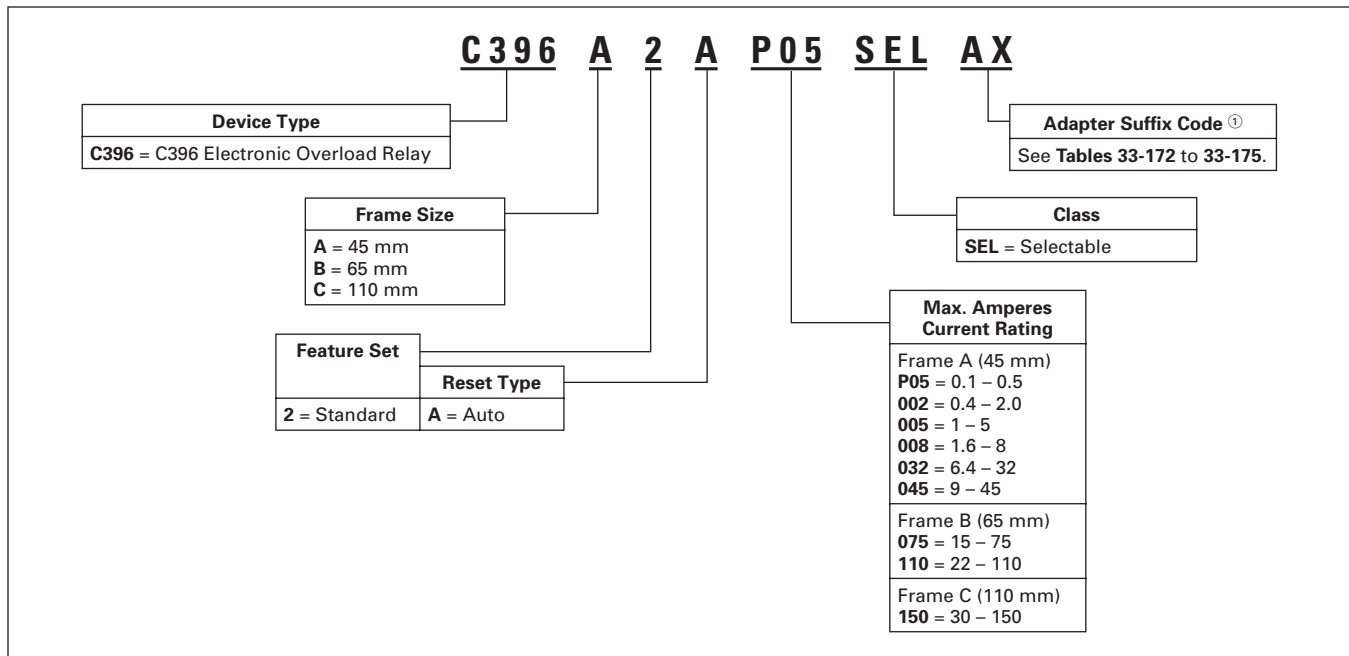 C396 A 2 A P05 SEL AX
Device Type
C396 = C396 Electronic Overload Relay
Adapter Suffix Code ①
See Tables 33-172 to 33-175.
Frame Size
A = 45 mm
B = 65 mm
C = 110 mm
Class
SEL = Selectable
Feature Set
2 = Standard
Reset Type
A = Auto
Max. Amperes
Current Rating
Frame A (45 mm)
P05 = 0.1 – 0.5
002 = 0.4 – 2.0
005 = 1 – 5
008 = 1.6 – 8
032 = 6.4 – 32
045 = 9 – 45
Frame B (65 mm)
075 = 15 – 75
110 = 22 – 110
Frame C (110 mm)
150 = 30 – 150